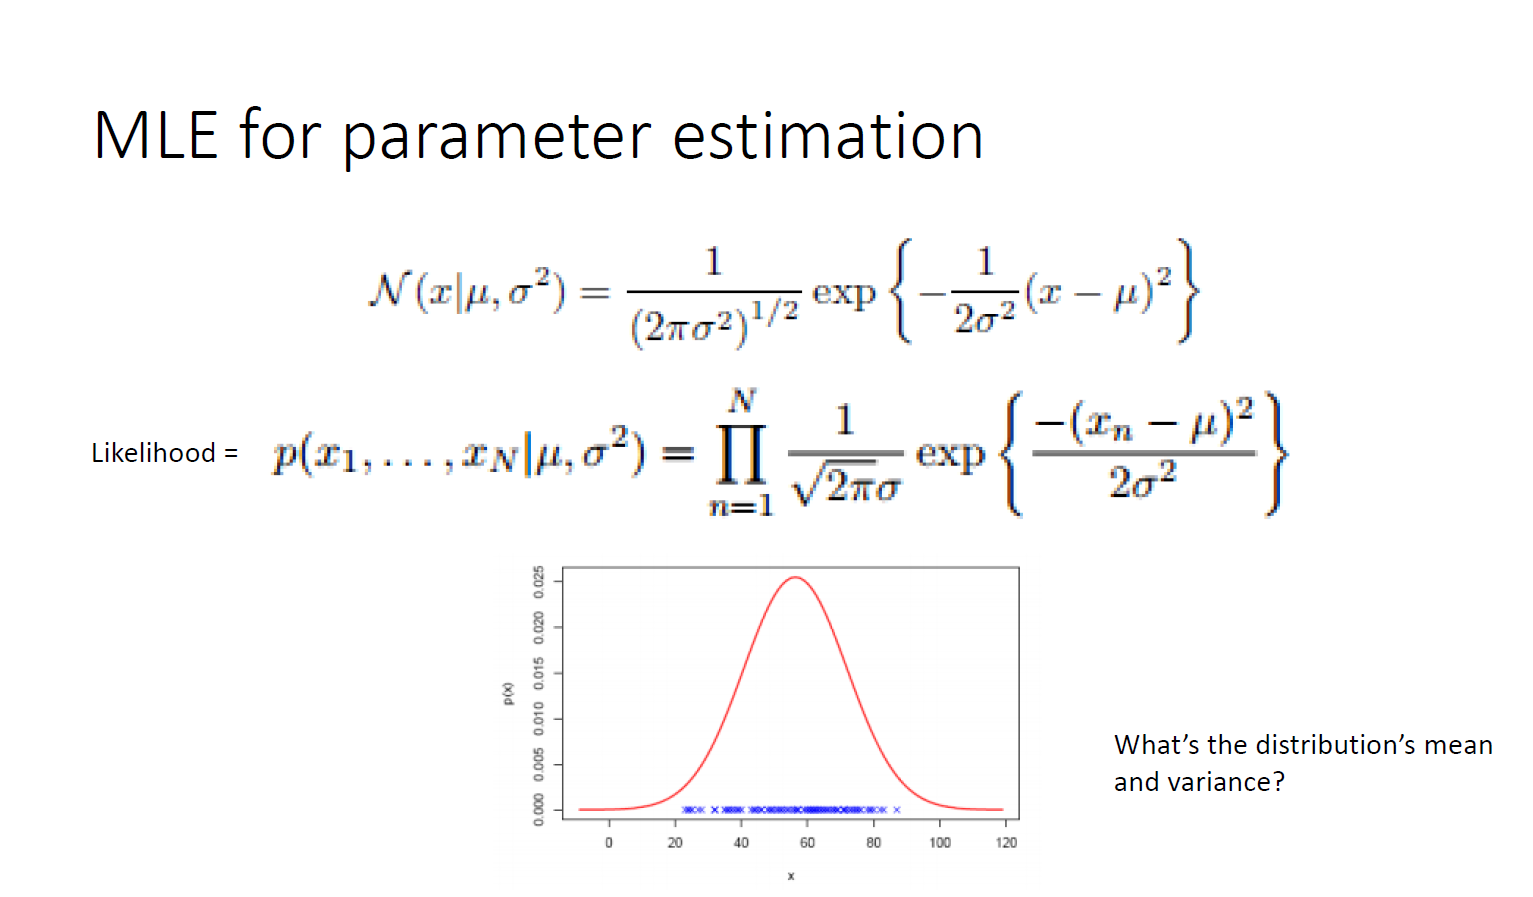 MLE for parameter estimation
𝒩(x|μ, σ²) = 1/(2πσ²)^{1/2} exp{−1/(2σ²)(x − μ)²}
Likelihood = p(x₁, . . . , x_N|μ, σ²) = ∏_{n=1}^{N} 1/(√(2π)σ) exp{−(x_n − μ)²/(2σ²)}
0.025
0.020
0.015
0.010
0.005
0.000
p(x)
0 20 40 60 80 100 120
x
What’s the distribution’s mean
and variance?